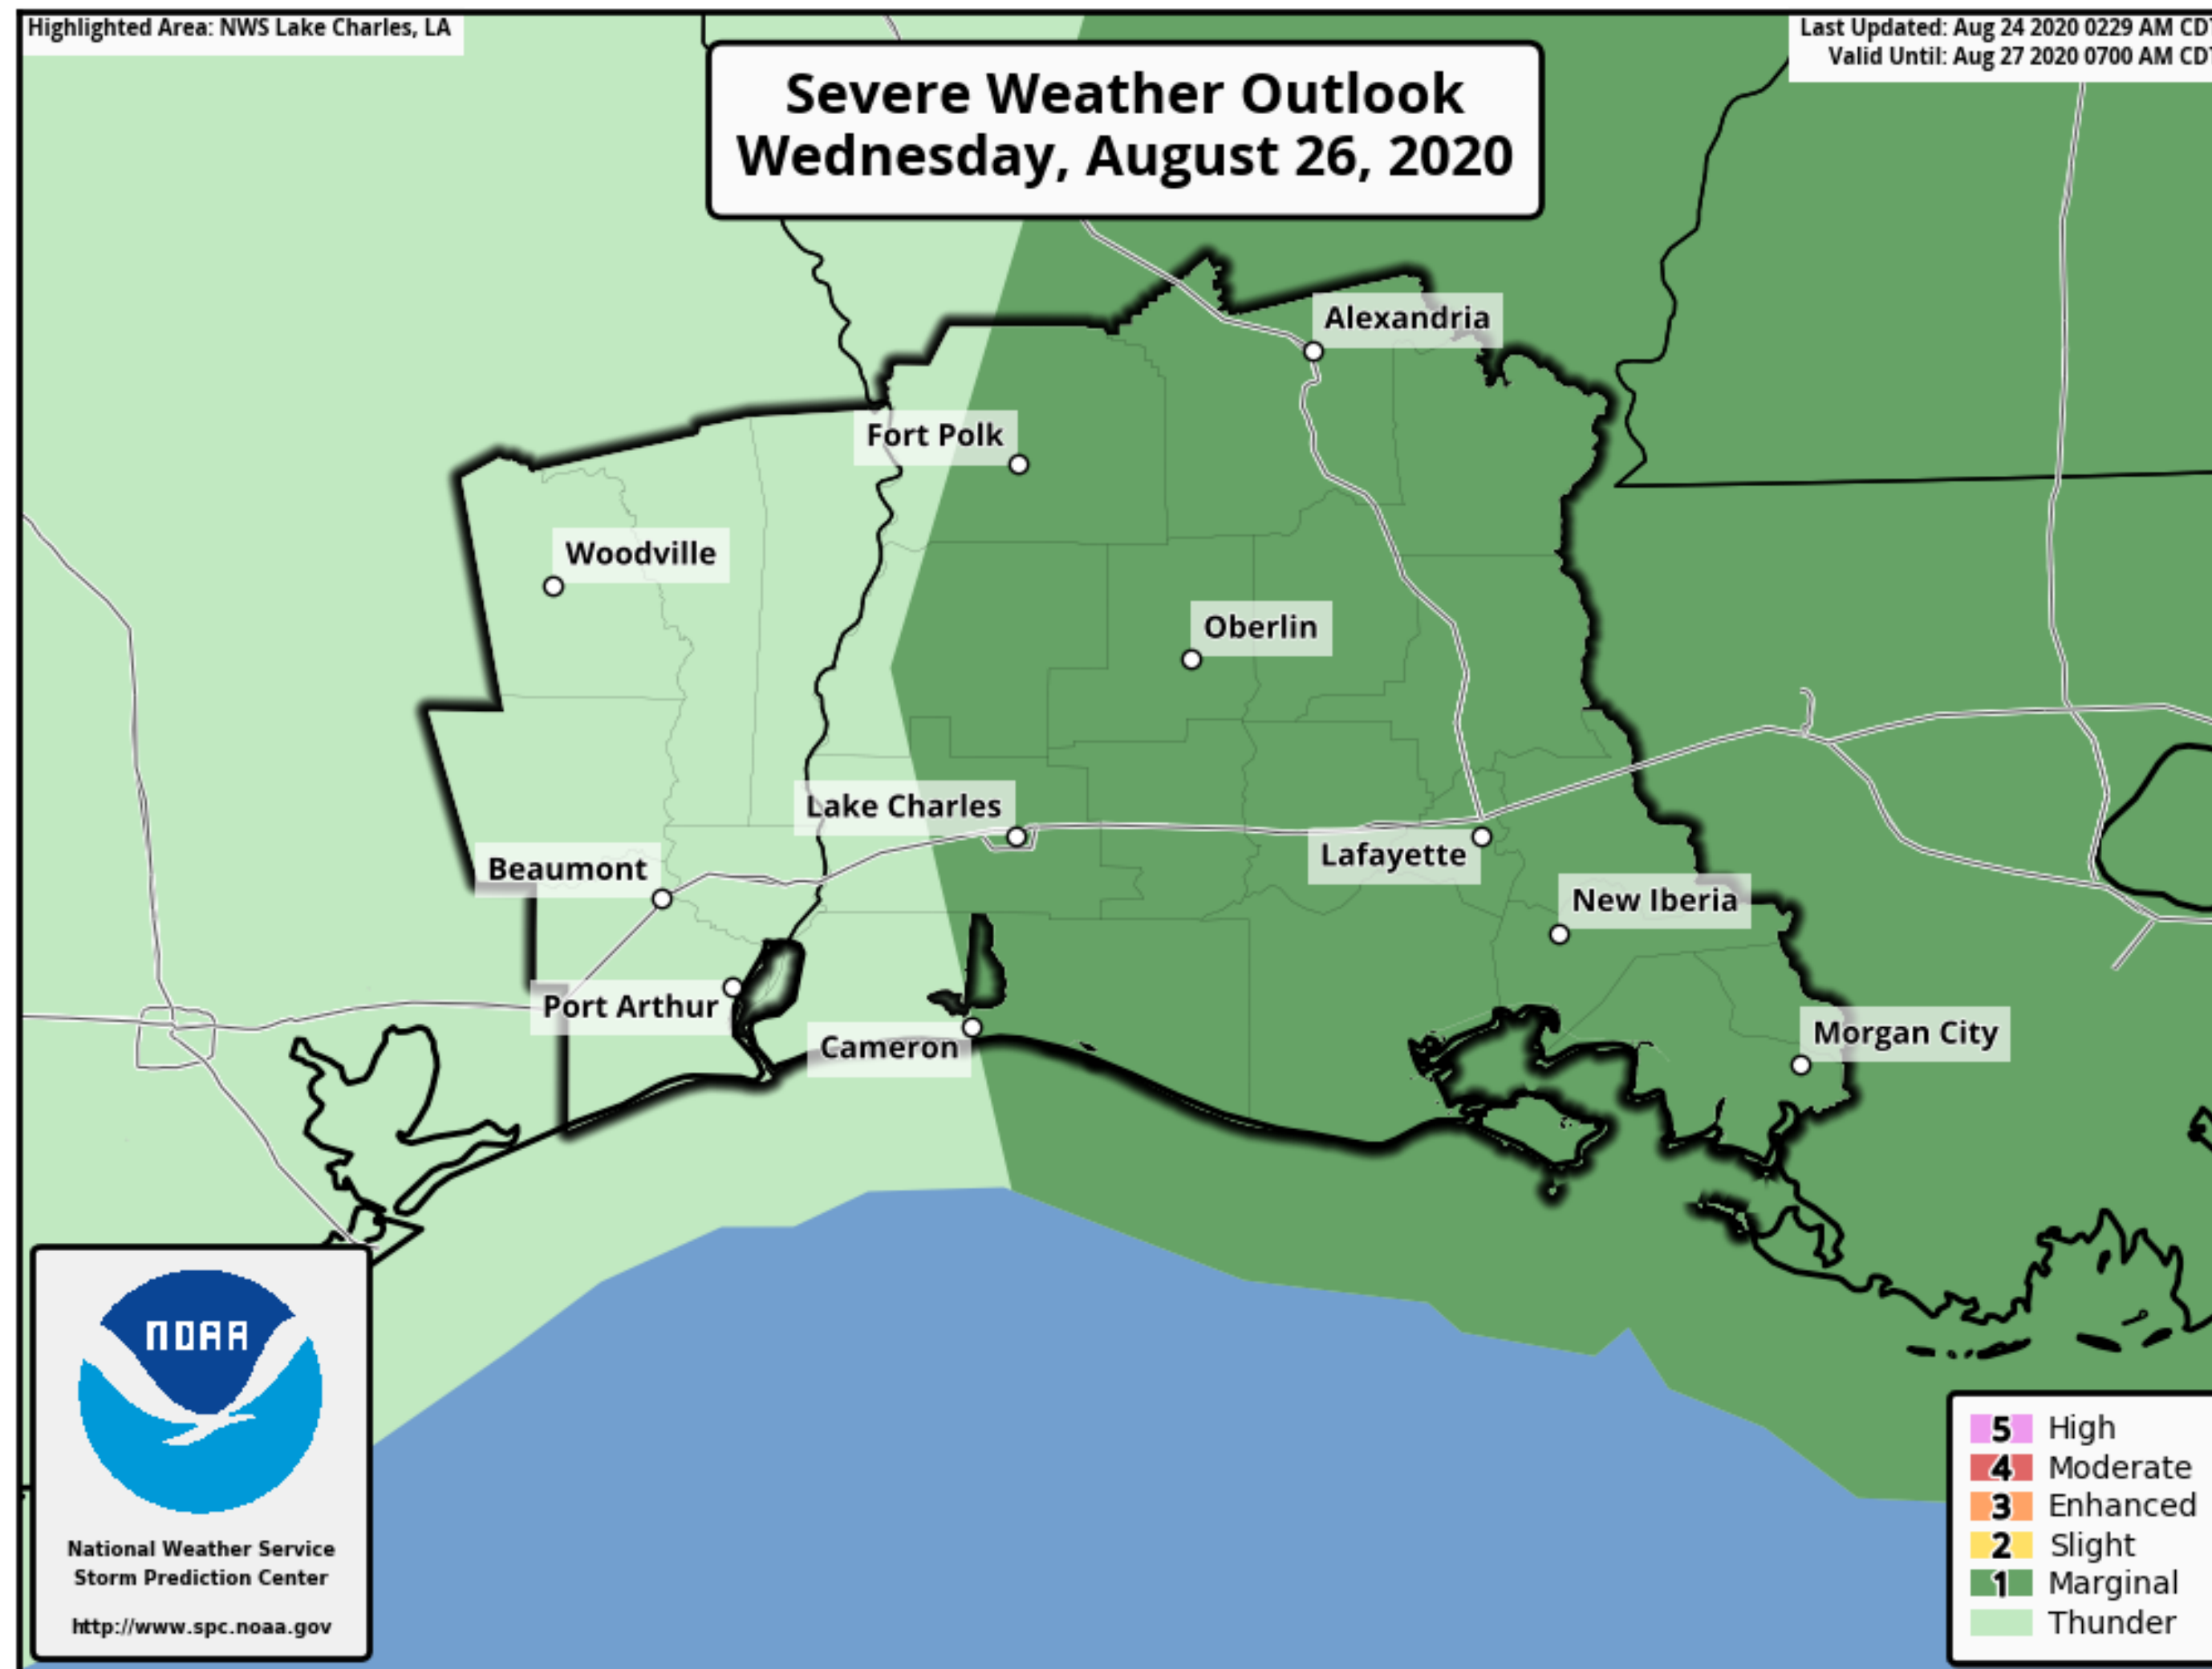 Highlighted Area: NWS Lake Charles, LA
Last Updated: Aug 24 2020 0229 AM CDT
Valid Until: Aug 27 2020 0700 AM CDT
Severe Weather Outlook
Wednesday, August 26, 2020
Alexandria
Fort Polk
Woodville
Oberlin
Lake Charles
Lafayette
Beaumont
New Iberia
Port Arthur
Cameron
Morgan City
NOAA
National Weather Service
Storm Prediction Center
http://www.spc.noaa.gov
5 High
4 Moderate
3 Enhanced
2 Slight
1 Marginal
Thunder